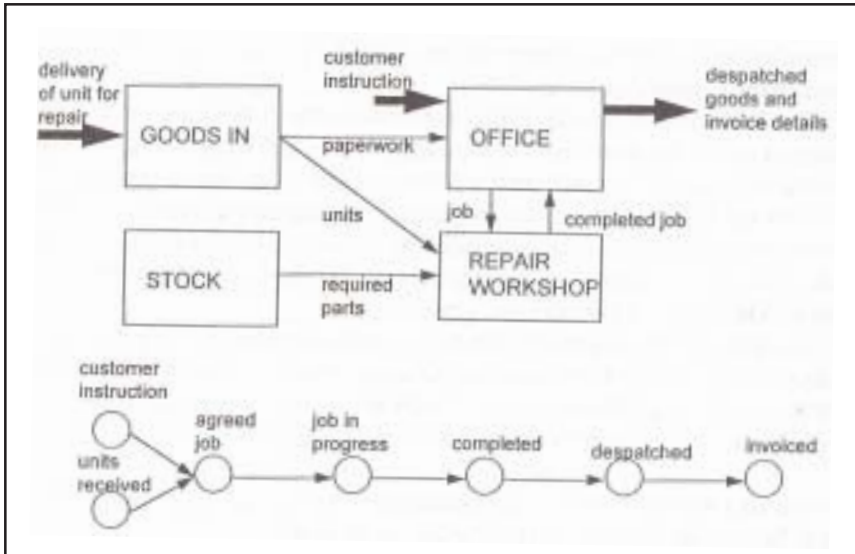 delivery
of unit for
repair
GOODS IN
customer
instruction
OFFICE
despatched
goods and
invoice details
paperwork
units
job
completed job
STOCK
required
parts
REPAIR
WORKSHOP
customer
instruction
units
received
agreed
job
job in
progress
completed
despatched
invoiced